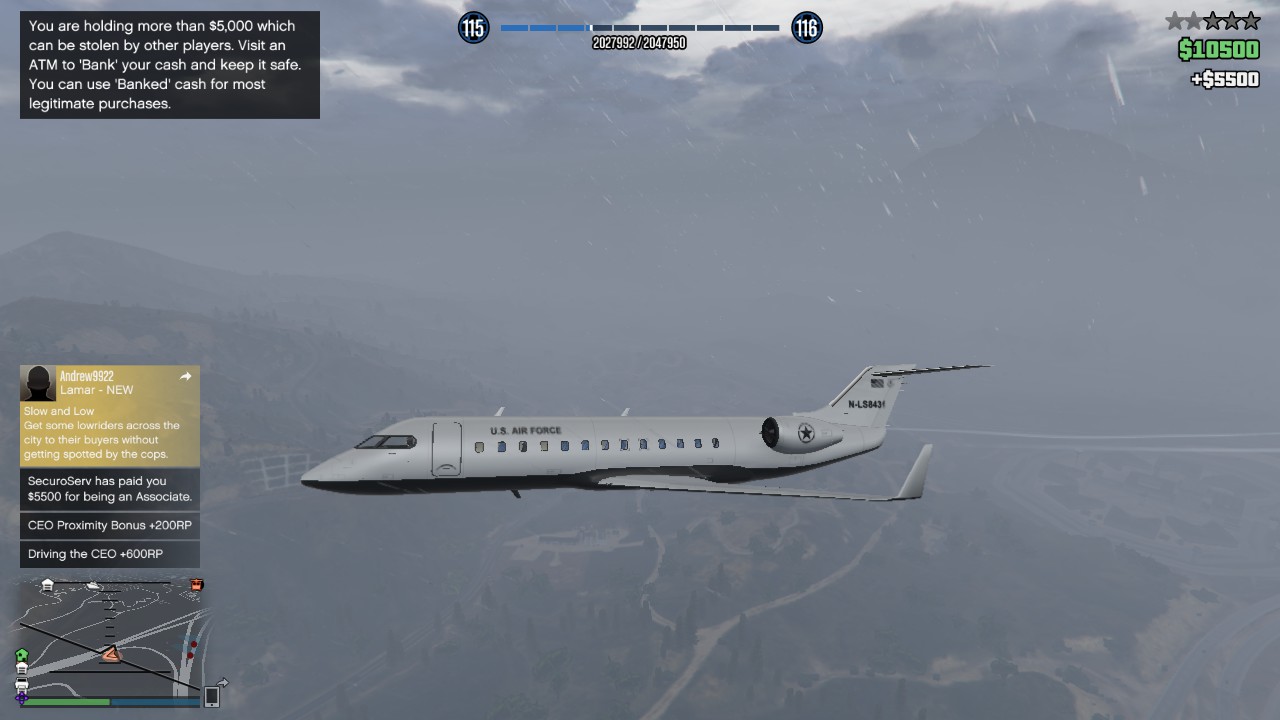 You are holding more than $5,000 which
can be stolen by other players. Visit an
ATM to 'Bank' your cash and keep it safe.
You can use 'Banked' cash for most
legitimate purchases.
115
116
2027992/2047950
$10500
+$5500
Andrew9922
Lamar - NEW
Slow and Low
Get some lowriders across the
city to their buyers without
getting spotted by the cops.
SecuroServ has paid you
$5500 for being an Associate.
CEO Proximity Bonus +200RP
Driving the CEO +600RP
U.S. AIR FORCE